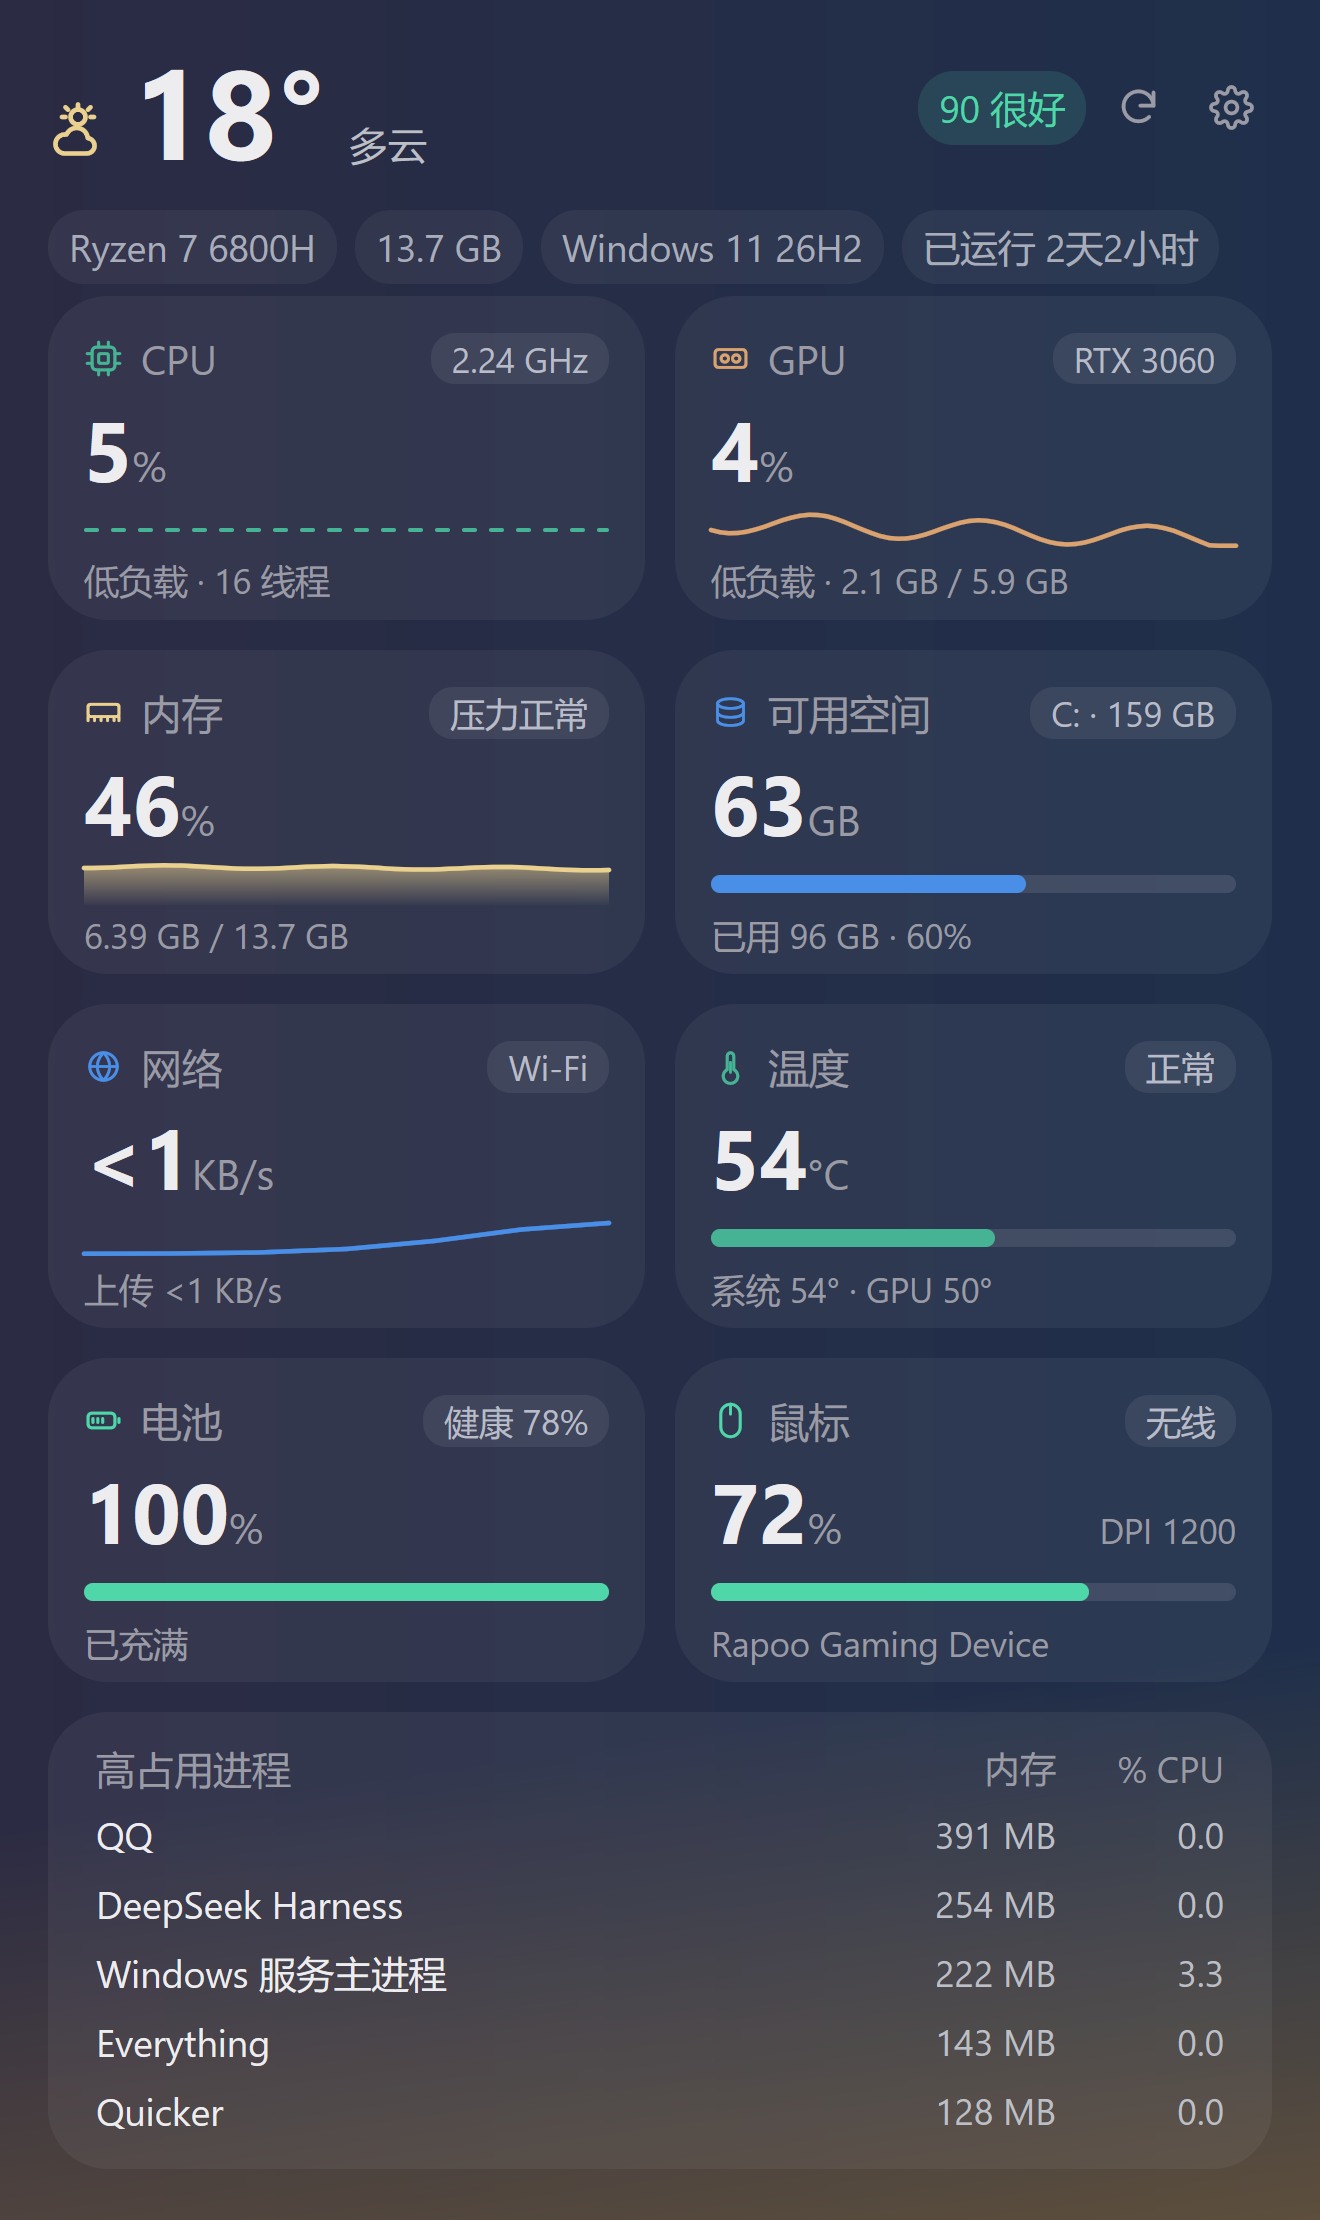 18° 多云
90 很好
Ryzen 7 6800H
13.7 GB
Windows 11 26H2
已运行 2天2小时
CPU
2.24 GHz
5%
低负载 · 16 线程
GPU
RTX 3060
4%
低负载 · 2.1 GB / 5.9 GB
内存
压力正常
46%
6.39 GB / 13.7 GB
可用空间
C: · 159 GB
63GB
已用 96 GB · 60%
网络
Wi-Fi
<1KB/s
上传 <1 KB/s
温度
正常
54°C
系统 54° · GPU 50°
电池
健康 78%
100%
已充满
鼠标
无线
72%
DPI 1200
Rapoo Gaming Device
高占用进程 内存 % CPU
QQ 391 MB 0.0
DeepSeek Harness 254 MB 0.0
Windows 服务主进程 222 MB 3.3
Everything 143 MB 0.0
Quicker 128 MB 0.0